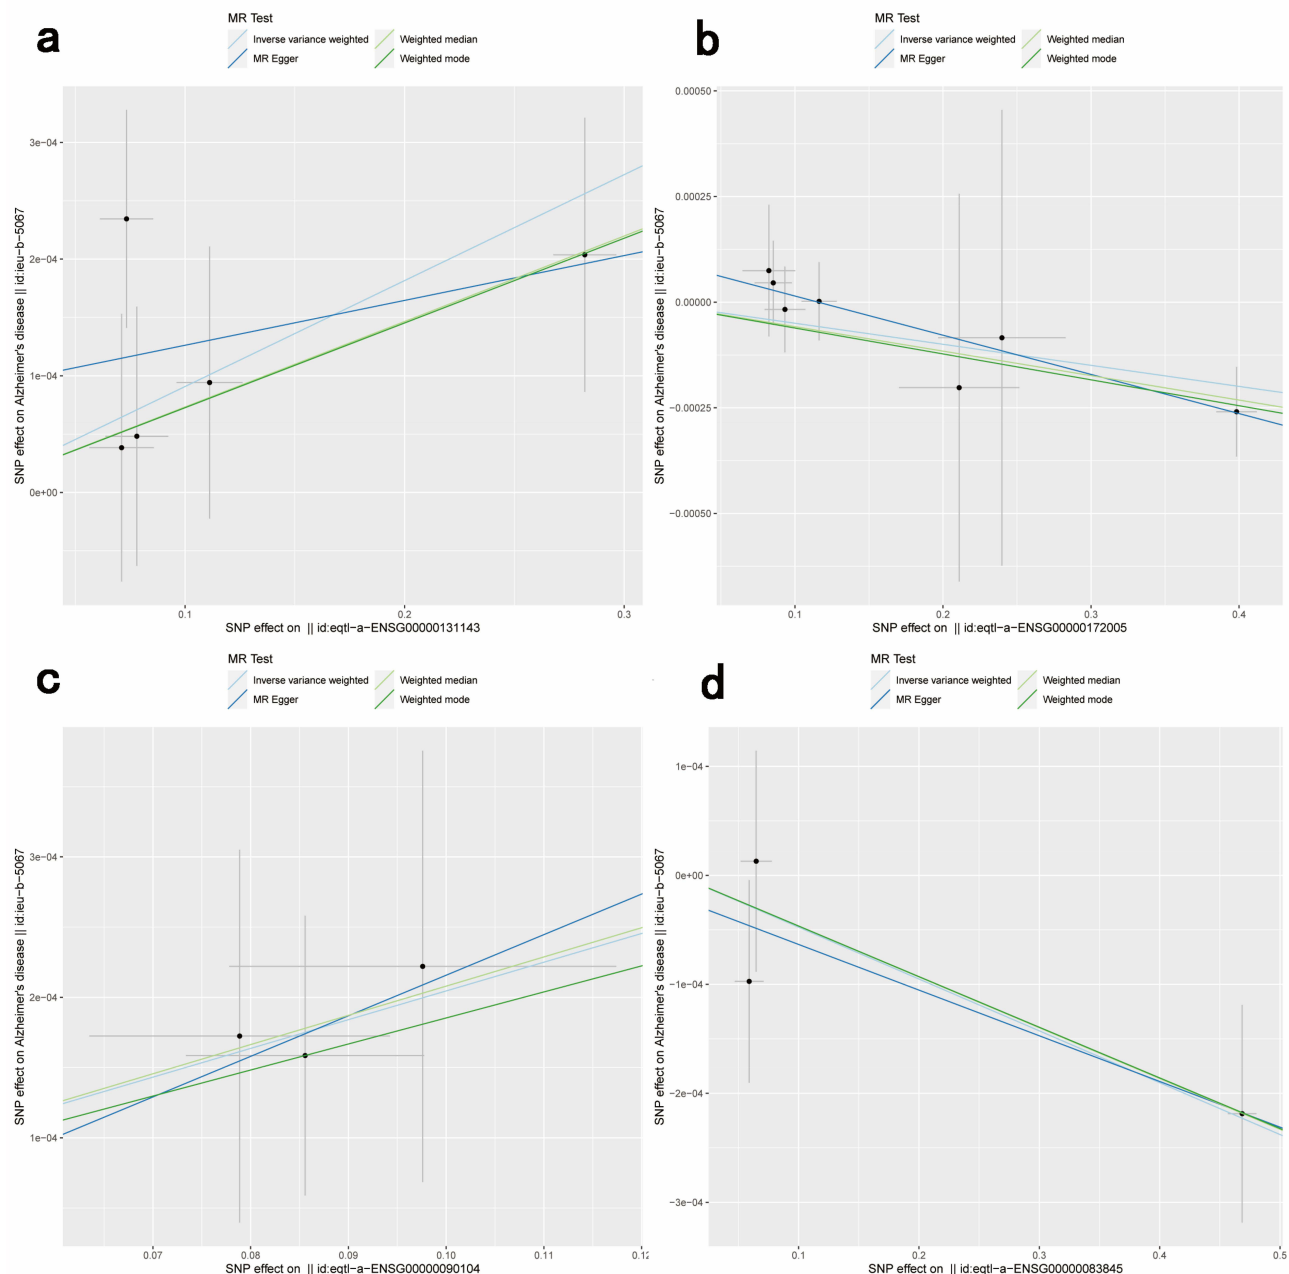 a
MR Test
Inverse variance weighted
Weighted median
MR Egger
Weighted mode
3e−04
2e−04
1e−04
0e+00
SNP effect on Alzheimer's disease || id:ieu−b−5067
0.1
0.2
0.3
SNP effect on || id:eqtl−a−ENSG00000131143
b
MR Test
Inverse variance weighted
Weighted median
MR Egger
Weighted mode
0.00050
0.00025
0.00000
−0.00025
−0.00050
SNP effect on Alzheimer's disease || id:ieu−b−5067
0.1
0.2
0.3
0.4
SNP effect on || id:eqtl−a−ENSG00000172005
c
MR Test
Inverse variance weighted
Weighted median
MR Egger
Weighted mode
3e−04
2e−04
1e−04
SNP effect on Alzheimer's disease || id:ieu−b−5067
0.07
0.08
0.09
0.10
0.11
0.12
SNP effect on || id:eqtl−a−ENSG00000090104
d
MR Test
Inverse variance weighted
Weighted median
MR Egger
Weighted mode
1e−04
0e+00
−1e−04
−2e−04
−3e−04
SNP effect on Alzheimer's disease || id:ieu−b−5067
0.1
0.2
0.3
0.4
0.5
SNP effect on || id:eqtl−a−ENSG00000083845